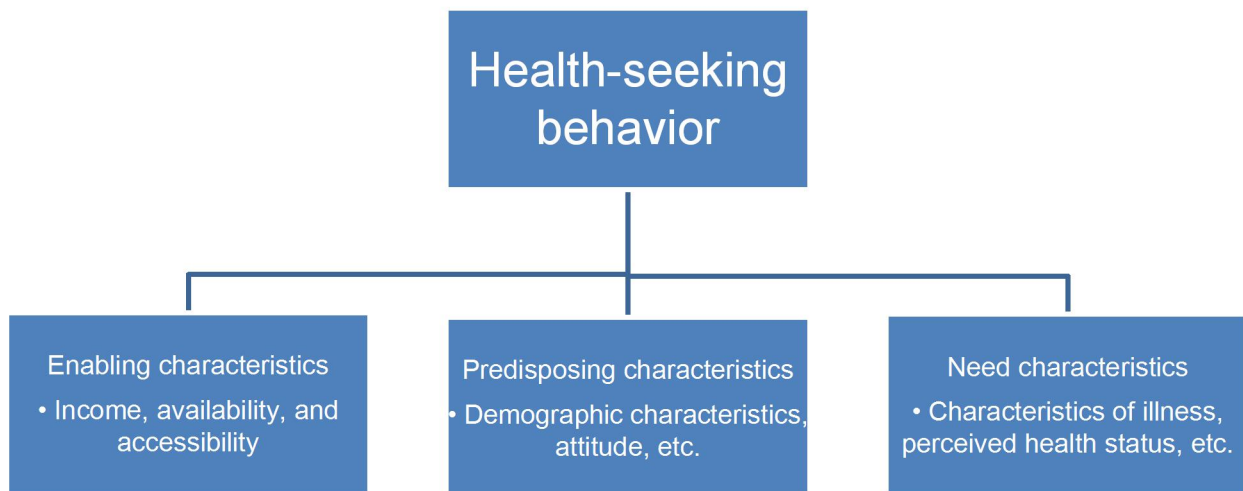 Health-seeking
behavior
Enabling characteristics
• Income, availability, and
accessibility
Predisposing characteristics
• Demographic characteristics,
attitude, etc.
Need characteristics
• Characteristics of illness,
perceived health status, etc.